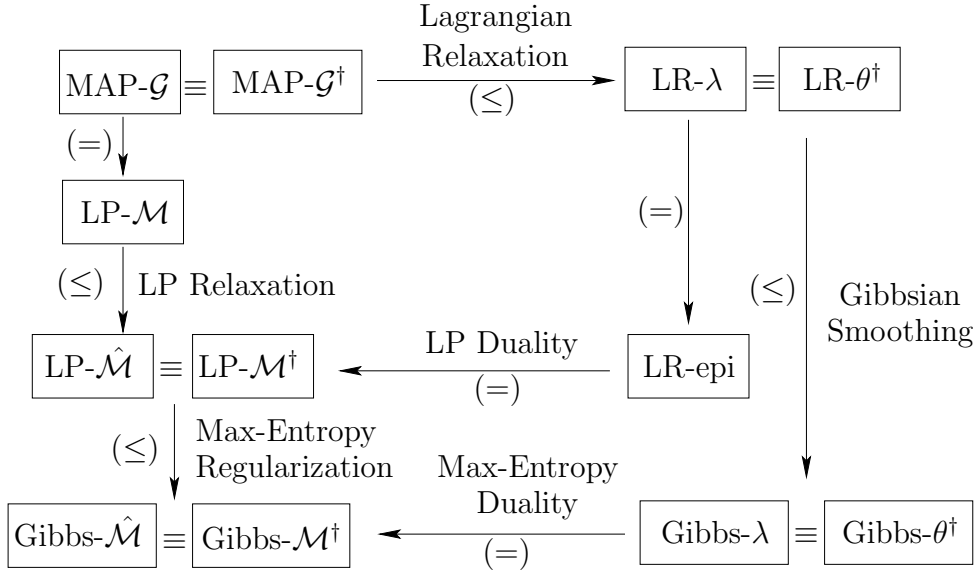 Lagrangian
Relaxation
MAP-𝒢 ≡ MAP-𝒢† (≤) LR-λ ≡ LR-θ†
(=)
LP-ℳ
(=)
(≤) LP Relaxation
(≤) Gibbsian
Smoothing
LP Duality
LP-ℳ̂ ≡ LP-ℳ† (=) LR-epi
(≤) Max-Entropy
Regularization
Max-Entropy
Duality
Gibbs-ℳ̂ ≡ Gibbs-ℳ† (=) Gibbs-λ ≡ Gibbs-θ†